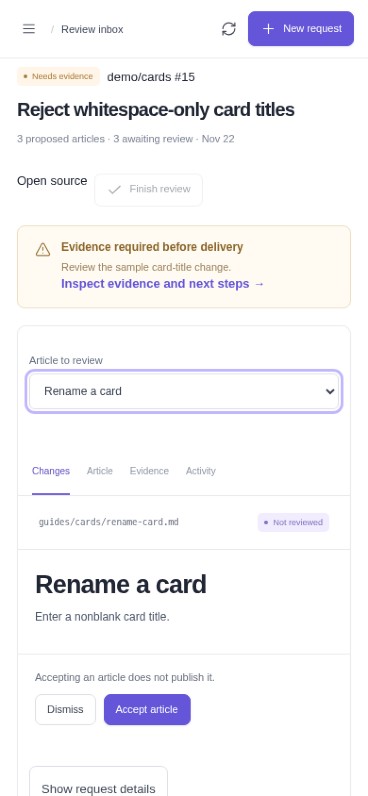 / Review inbox
New request
Needs evidence
demo/cards #15
Reject whitespace-only card titles
3 proposed articles · 3 awaiting review · Nov 22
Open source
Finish review
Evidence required before delivery
Review the sample card-title change.
Inspect evidence and next steps →
Article to review
Rename a card
Changes Article Evidence Activity
guides/cards/rename-card.md
Not reviewed
Rename a card
Enter a nonblank card title.
Accepting an article does not publish it.
Dismiss
Accept article
Show request details